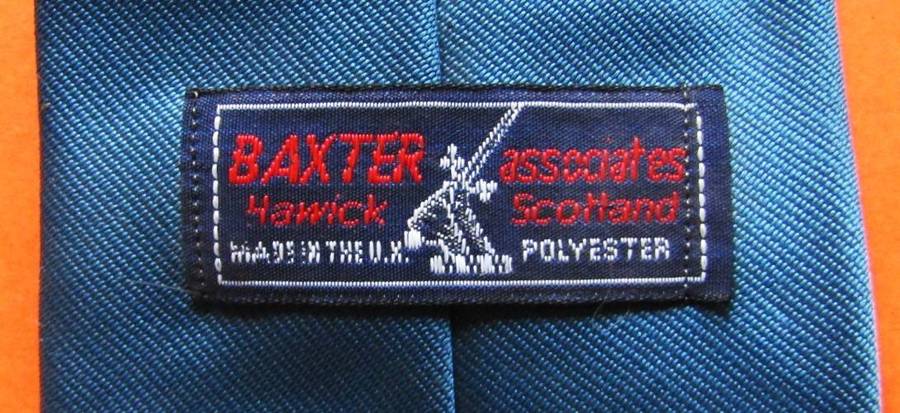 BAXTER associates
Hawick Scotland
MADE IN THE U.K. POLYESTER